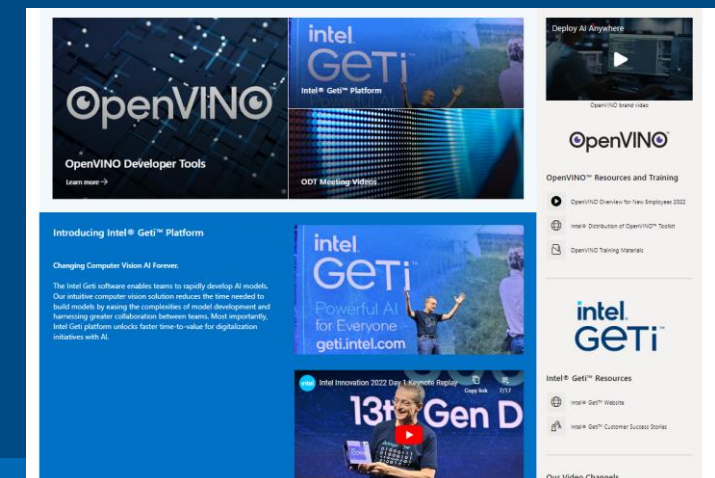 OpenVINO
OpenVINO Developer Tools
Learn more →
intel
GETi
Intel® Geti™ Platform
ODT Meeting Videos
Introducing Intel® Geti™ Platform
Changing Computer Vision AI Forever.
The Intel Geti software enables teams to rapidly develop AI models.
Our intuitive computer vision solution reduces the time needed to
build models by easing the complexities of model development and
harnessing greater collaboration between teams. Most importantly,
Intel Geti platform unlocks faster time-to-value for digitalization
initiatives with AI.
intel
GETi
Powerful AI
for Everyone
geti.intel.com
intel
Intel Innovation 2022 Day 1 Keynote Replay
Copy link
13th Gen D
Deploy AI Anywhere
OpenVINO brand video
OpenVINO
OpenVINO™ Resources and Training
OpenVINO Overview for New Employees 2022
Intel® Distribution of OpenVINO™ Toolkit
OpenVINO Training Materials
intel
GETi
Intel® Geti™ Resources
Intel® Geti™ Website
Intel® Geti™ Customer Success Stories
Our Video Channels